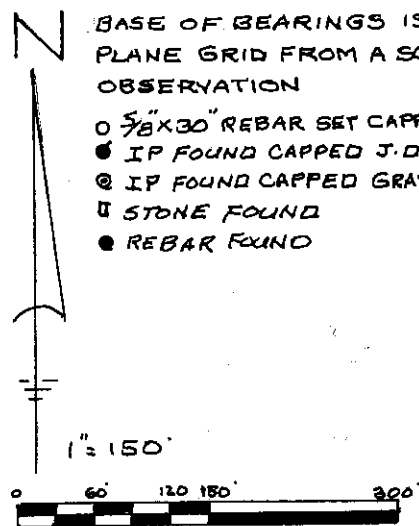 N
BASE OF BEARINGS IS
PLANE GRID FROM A SO
OBSERVATION
O 5/8"X30" REBAR SET CAPP
IP FOUND CAPPED J.D
IP FOUND CAPPED GRA
STONE FOUND
REBAR FOUND
1"=150'
0 60' 120 150' 300'